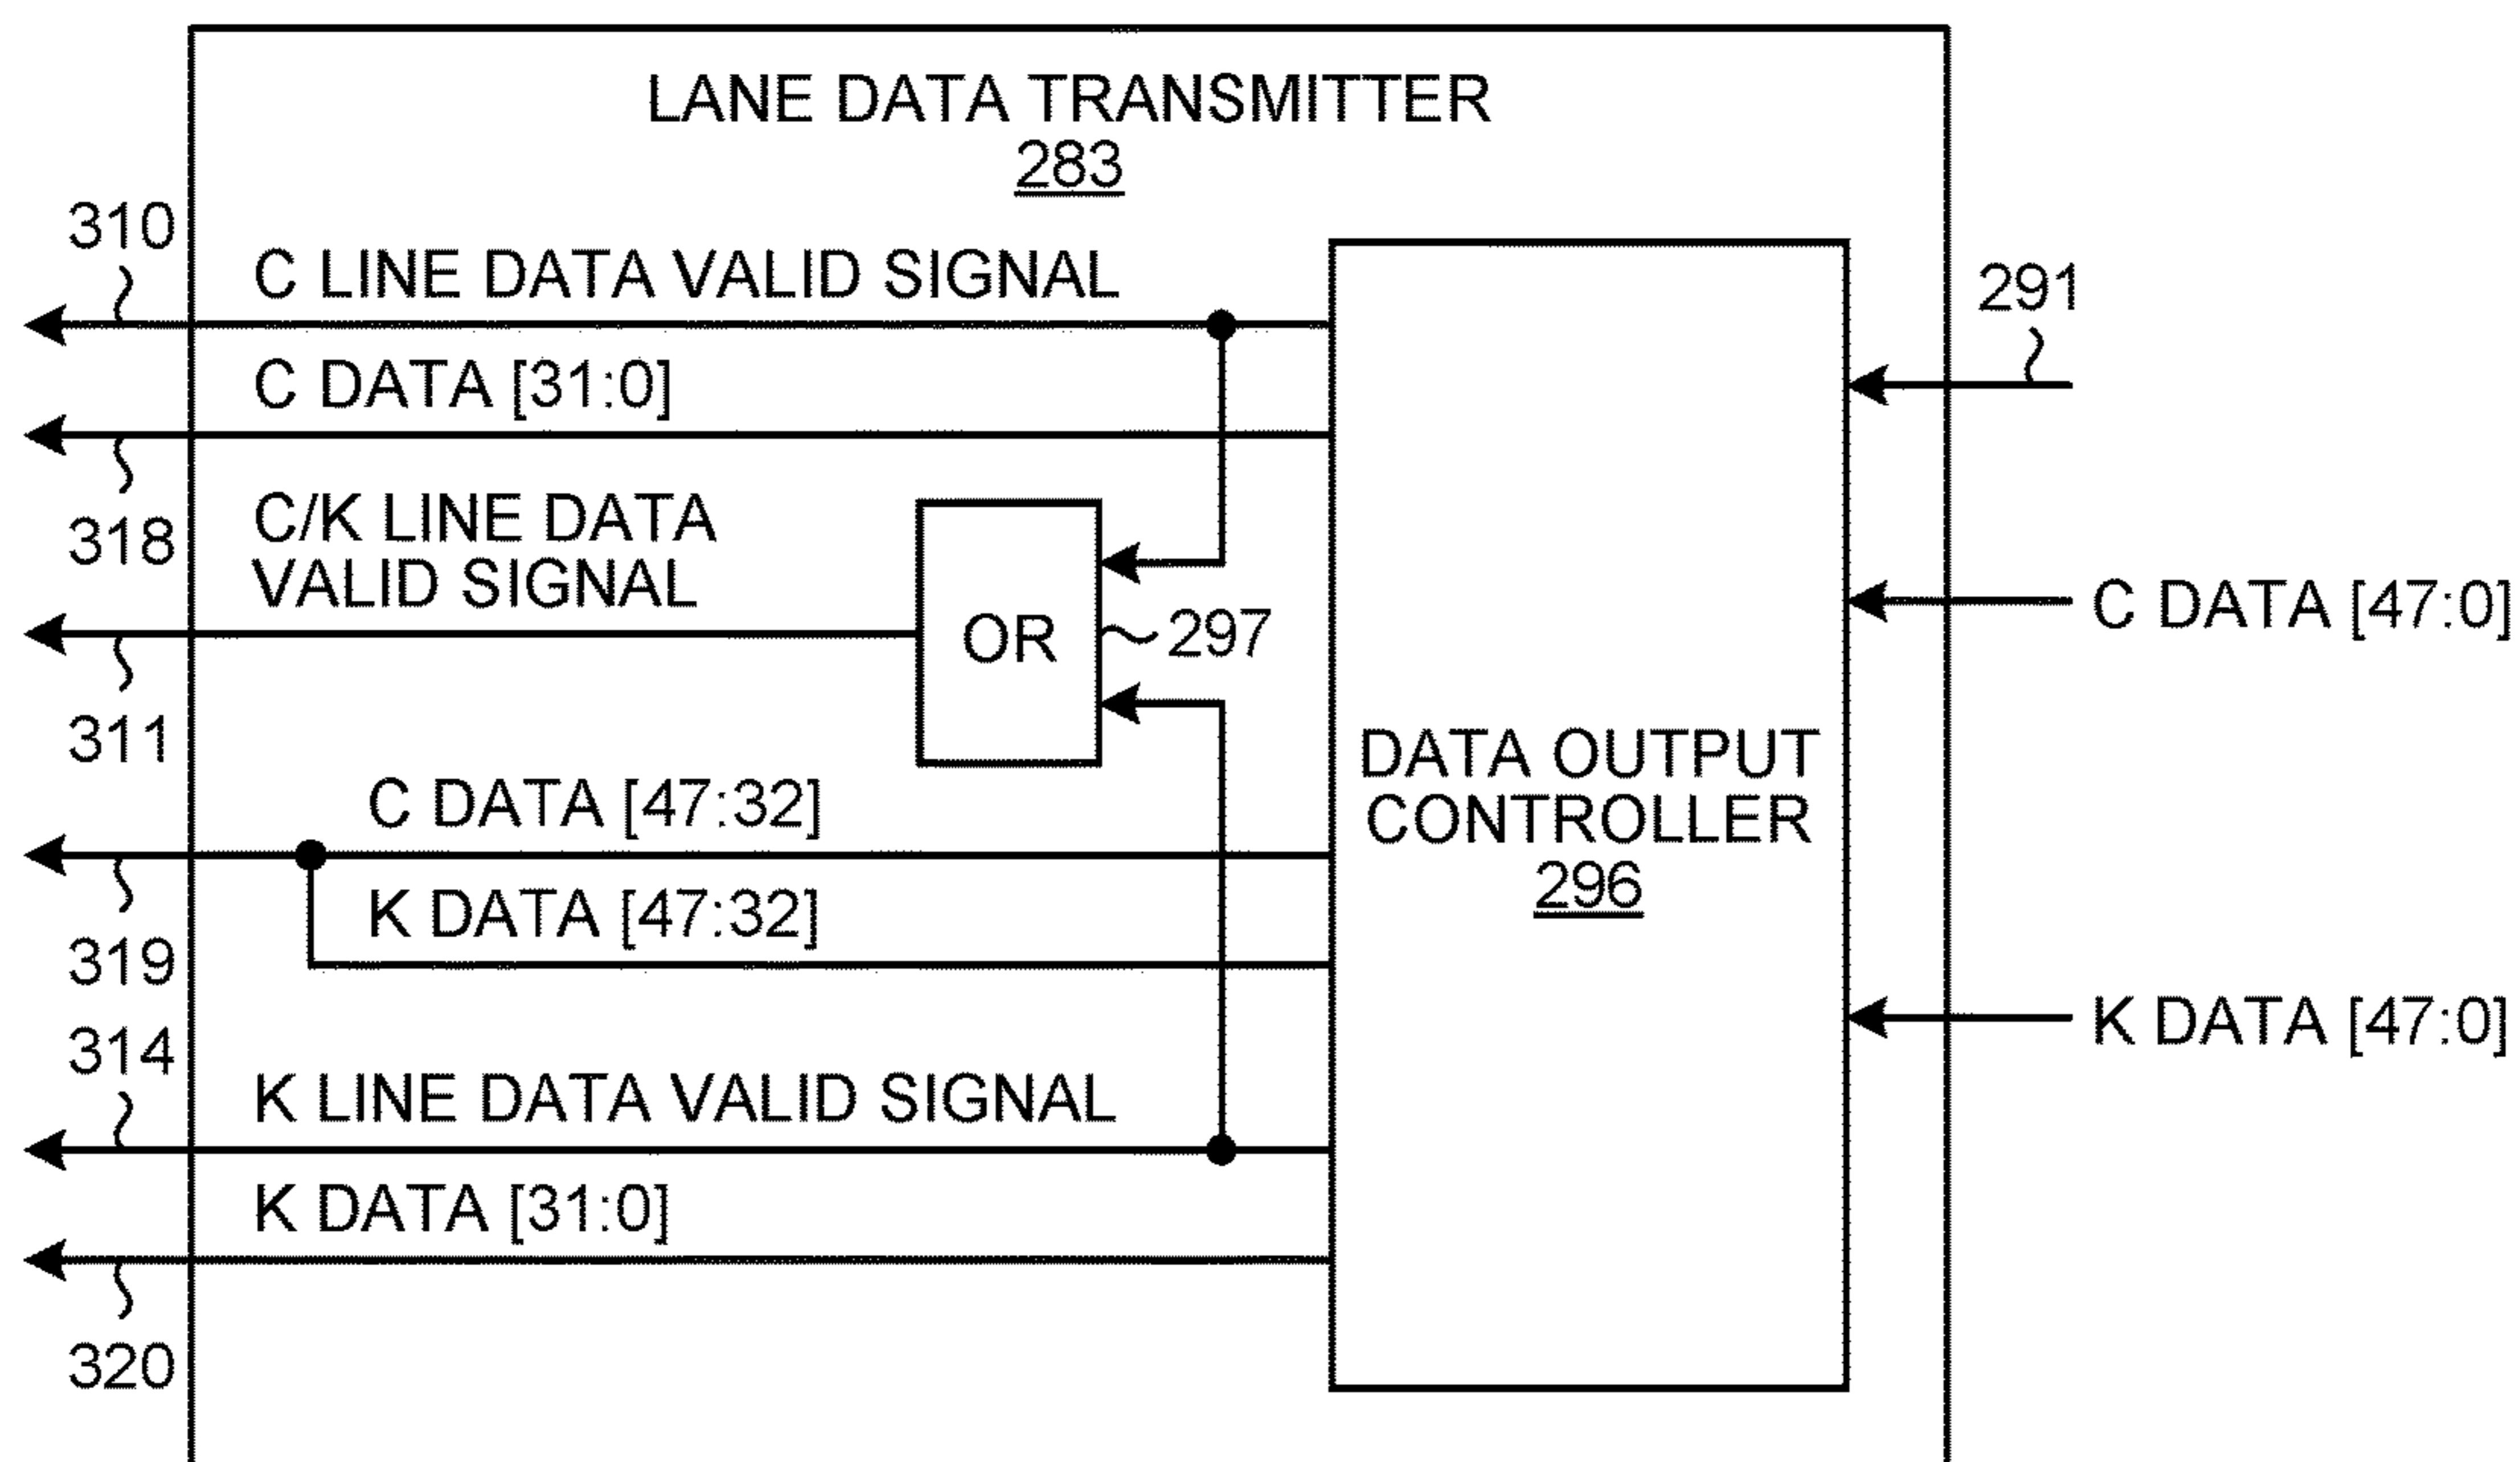 LANE DATA TRANSMITTER
283
310
C LINE DATA VALID SIGNAL
291
C DATA [31:0]
318
C/K LINE DATA
VALID SIGNAL
OR
297
C DATA [47:0]
311
DATA OUTPUT
CONTROLLER
296
C DATA [47:32]
K DATA [47:32]
319
K DATA [47:0]
314
K LINE DATA VALID SIGNAL
K DATA [31:0]
320